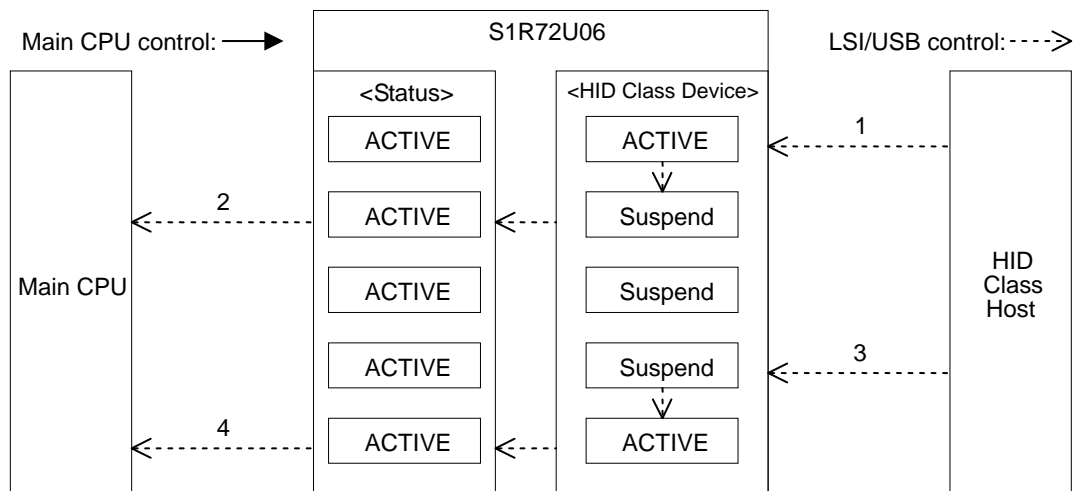 S1R72U06
Main CPU control:
LSI/USB control:
<Status>
<HID Class Device>
ACTIVE
ACTIVE
1
2
ACTIVE
Suspend
Main CPU
ACTIVE
Suspend
HID
Class
Host
ACTIVE
Suspend
3
4
ACTIVE
ACTIVE